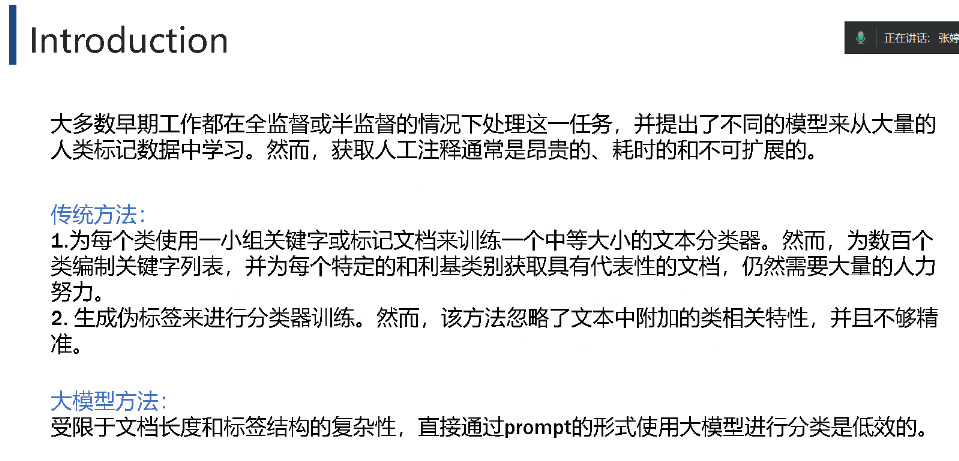 Introduction
正在讲话: 张婷
大多数早期工作都在全监督或半监督的情况下处理这一任务，并提出了不同的模型来从大量的
人类标记数据中学习。然而，获取人工注释通常是昂贵的、耗时的和不可扩展的。
传统方法：
1.为每个类使用一小组关键字或标记文档来训练一个中等大小的文本分类器。然而，为数百个
类编制关键字列表，并为每个特定的和利基类别获取具有代表性的文档，仍然需要大量的人力
努力。
2. 生成伪标签来进行分类器训练。然而，该方法忽略了文本中附加的类相关特性，并且不够精
准。
大模型方法：
受限于文档长度和标签结构的复杂性，直接通过prompt的形式使用大模型进行分类是低效的。